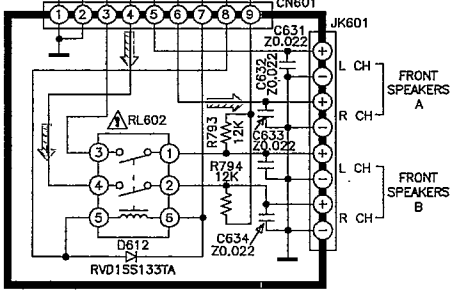 CN601
1 2 3 4 5 6 7 8 9
JK601
C631
Z0.022
+
L CH
−
C632
Z0.022
FRONT
SPEAKERS
A
+
R CH
−
RL602
R793
12K
C633
Z0.022
3 1
+
L CH
−
R794
12K
4 2
FRONT
SPEAKERS
B
+
R CH
−
5 6
D612
RVD1SS133TA
C634
Z0.022